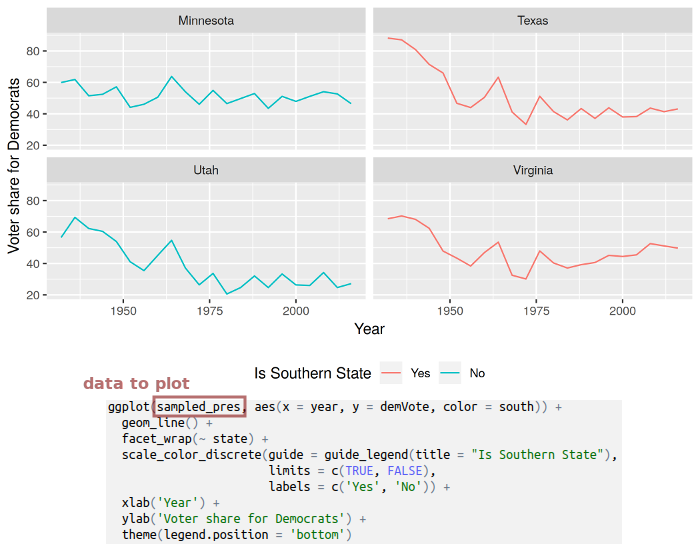 Minnesota
Texas
Utah
Virginia
80
60
40
20
80
60
40
20
Voter share for Democrats
1950
1975
2000
1950
1975
2000
Year
Is Southern State Yes No
data to plot
ggplot(sampled_pres, aes(x = year, y = demVote, color = south)) +
  geom_line() +
  facet_wrap(~ state) +
  scale_color_discrete(guide = guide_legend(title = "Is Southern State"),
                       limits = c(TRUE, FALSE),
                       labels = c('Yes', 'No')) +
  xlab('Year') +
  ylab('Voter share for Democrats') +
  theme(legend.position = 'bottom')